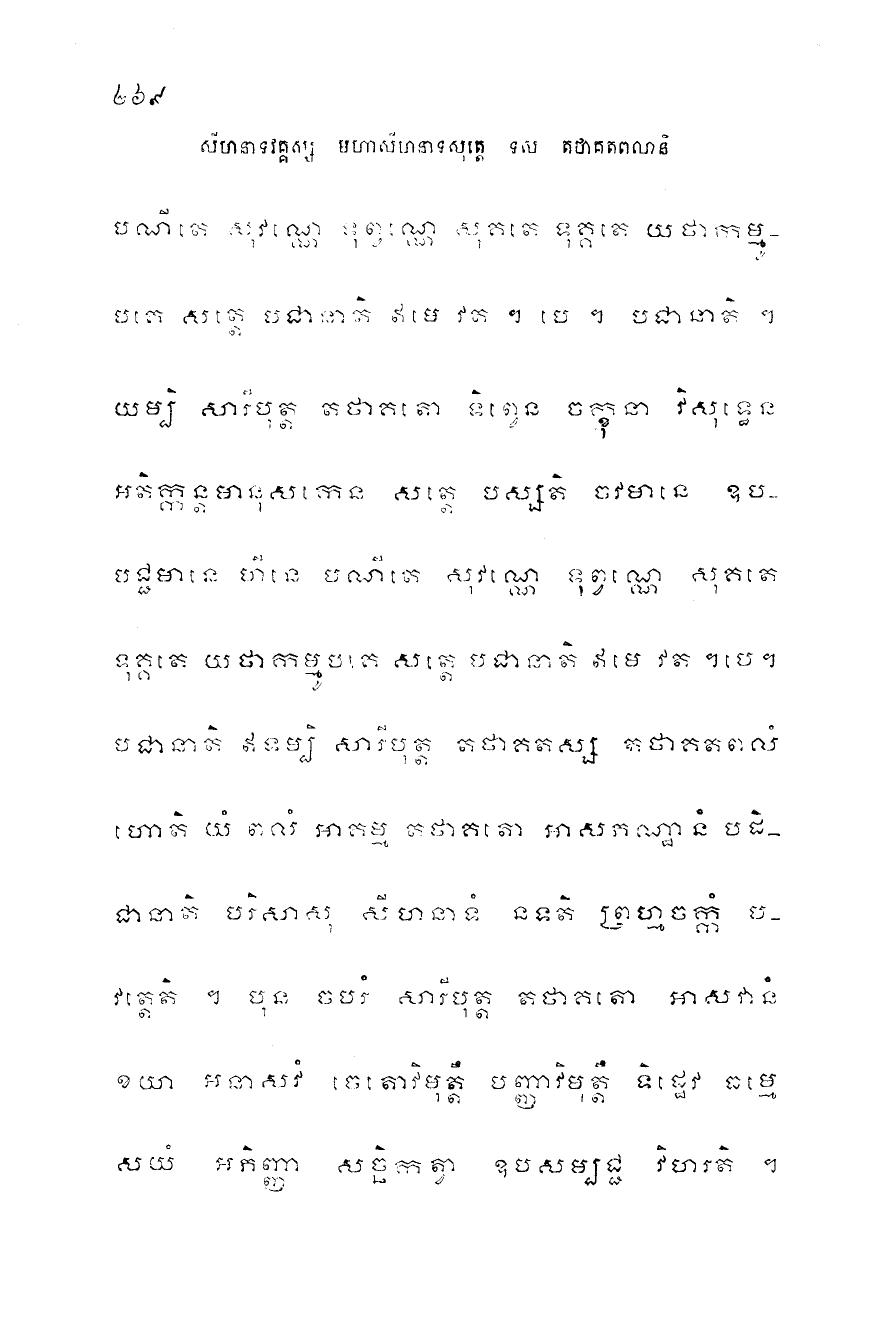 ៤៦៩
សីហនាទវគ្គស្ស មហាសីហនាទសុត្តេ ទស តថាគតពលានិ
បណីតេ សុវណ្ណេ ទុព្វណ្ណេ សុគតេ ទុគ្គតេ យថាកម្មូ-
បគេ សត្តេ បជានាតិ ឥមេ វត ។ បេ ។ បជានាតិ ។
យម្បិ សារីបុត្ត តថាគតោ ទិព្វេន ចក្ខុនា វិសុទ្ធេន
អតិក្កន្តមានុសកេន សត្តេ បស្សតិ ចវមានេ ឧប-
បជ្ជមានេ ហីនេ បណីតេ សុវណ្ណេ ទុព្វណ្ណេ សុគតេ
ទុគ្គតេ យថាកម្មូបគេ សត្តេ បជានាតិ ឥមេ វត ។បេ។
បជានាតិ ឥទម្បិ សារីបុត្ត តថាគតស្ស តថាគតពលំ
ហោតិ យំ ពលំ អាគម្ម តថាគតោ អាសភណ្ឋានំ បដិ-
ជានាតិ បរិសាសុ សីហនាទំ នទតិ ព្រហ្មចក្កំ ប-
វត្តេតិ ។ បុន ចបរំ សារីបុត្ត តថាគតោ អាសវានំ
ខយា អនាសវំ ចេតោវិមុត្តឹ បញ្ញាវិមុត្តឹ ទិដ្ឋេវ ធម្មេ
សយំ អភិញ្ញា សច្ឆិកត្វា ឧបសម្បជ្ជ វិហរតិ ។